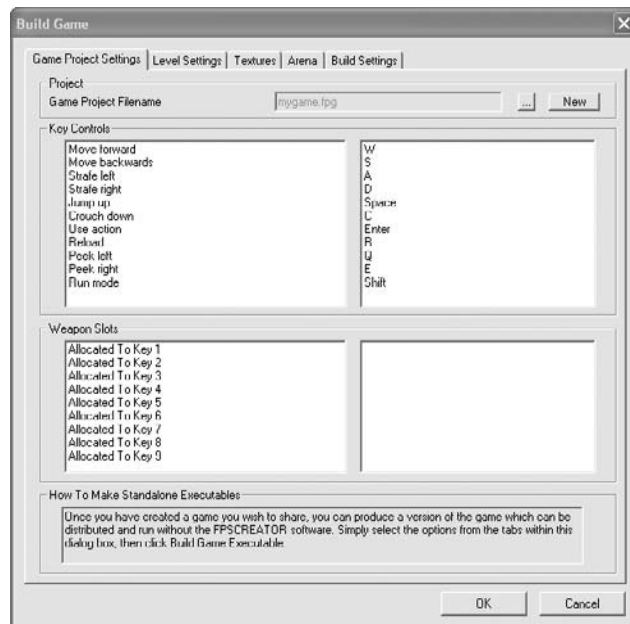 Build Game
Game Project Settings Level Settings Textures Arena Build Settings
Project
Game Project Filename mygame.fpg ... New
Key Controls
Move forward W
Move backwards S
Strafe left A
Strafe right D
Jump up Space
Crouch down C
Use action Enter
Reload R
Peek left Q
Peek right E
Run mode Shift
Weapon Slots
Allocated To Key 1
Allocated To Key 2
Allocated To Key 3
Allocated To Key 4
Allocated To Key 5
Allocated To Key 6
Allocated To Key 7
Allocated To Key 8
Allocated To Key 9
How To Make Standalone Executables
Once you have created a game you wish to share, you can produce a version of the game which can be
distributed and run without the FPSCREATOR software. Simply select the options from the tabs within this
dialog box, then click Build Game Executable.
OK Cancel